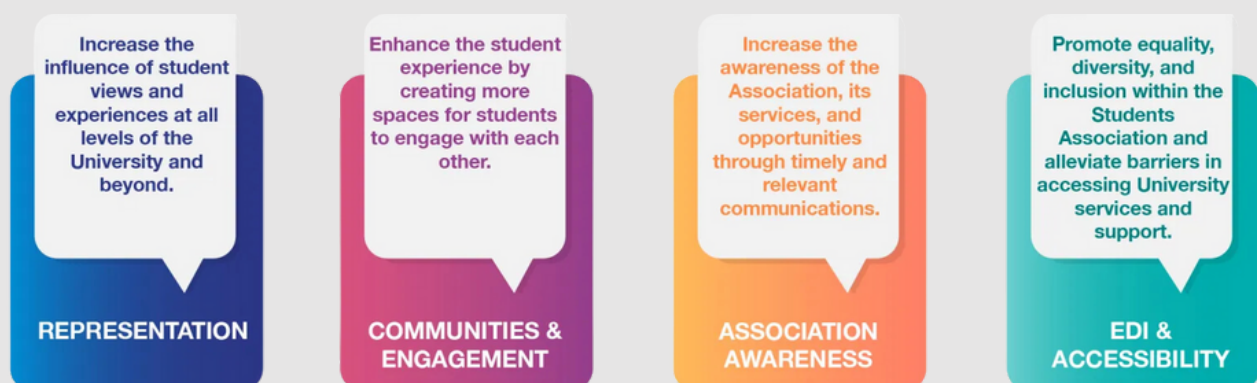 Increase the
influence of student
views and
experiences at all
levels of the
University and
beyond.
REPRESENTATION
Enhance the student
experience by
creating more
spaces for students
to engage with each
other.
COMMUNITIES &
ENGAGEMENT
Increase the
awareness of the
Association, its
services, and
opportunities
through timely and
relevant
communications.
ASSOCIATION
AWARENESS
Promote equality,
diversity, and
inclusion within the
Students
Association and
alleviate barriers in
accessing University
services and
support.
EDI &
ACCESSIBILITY